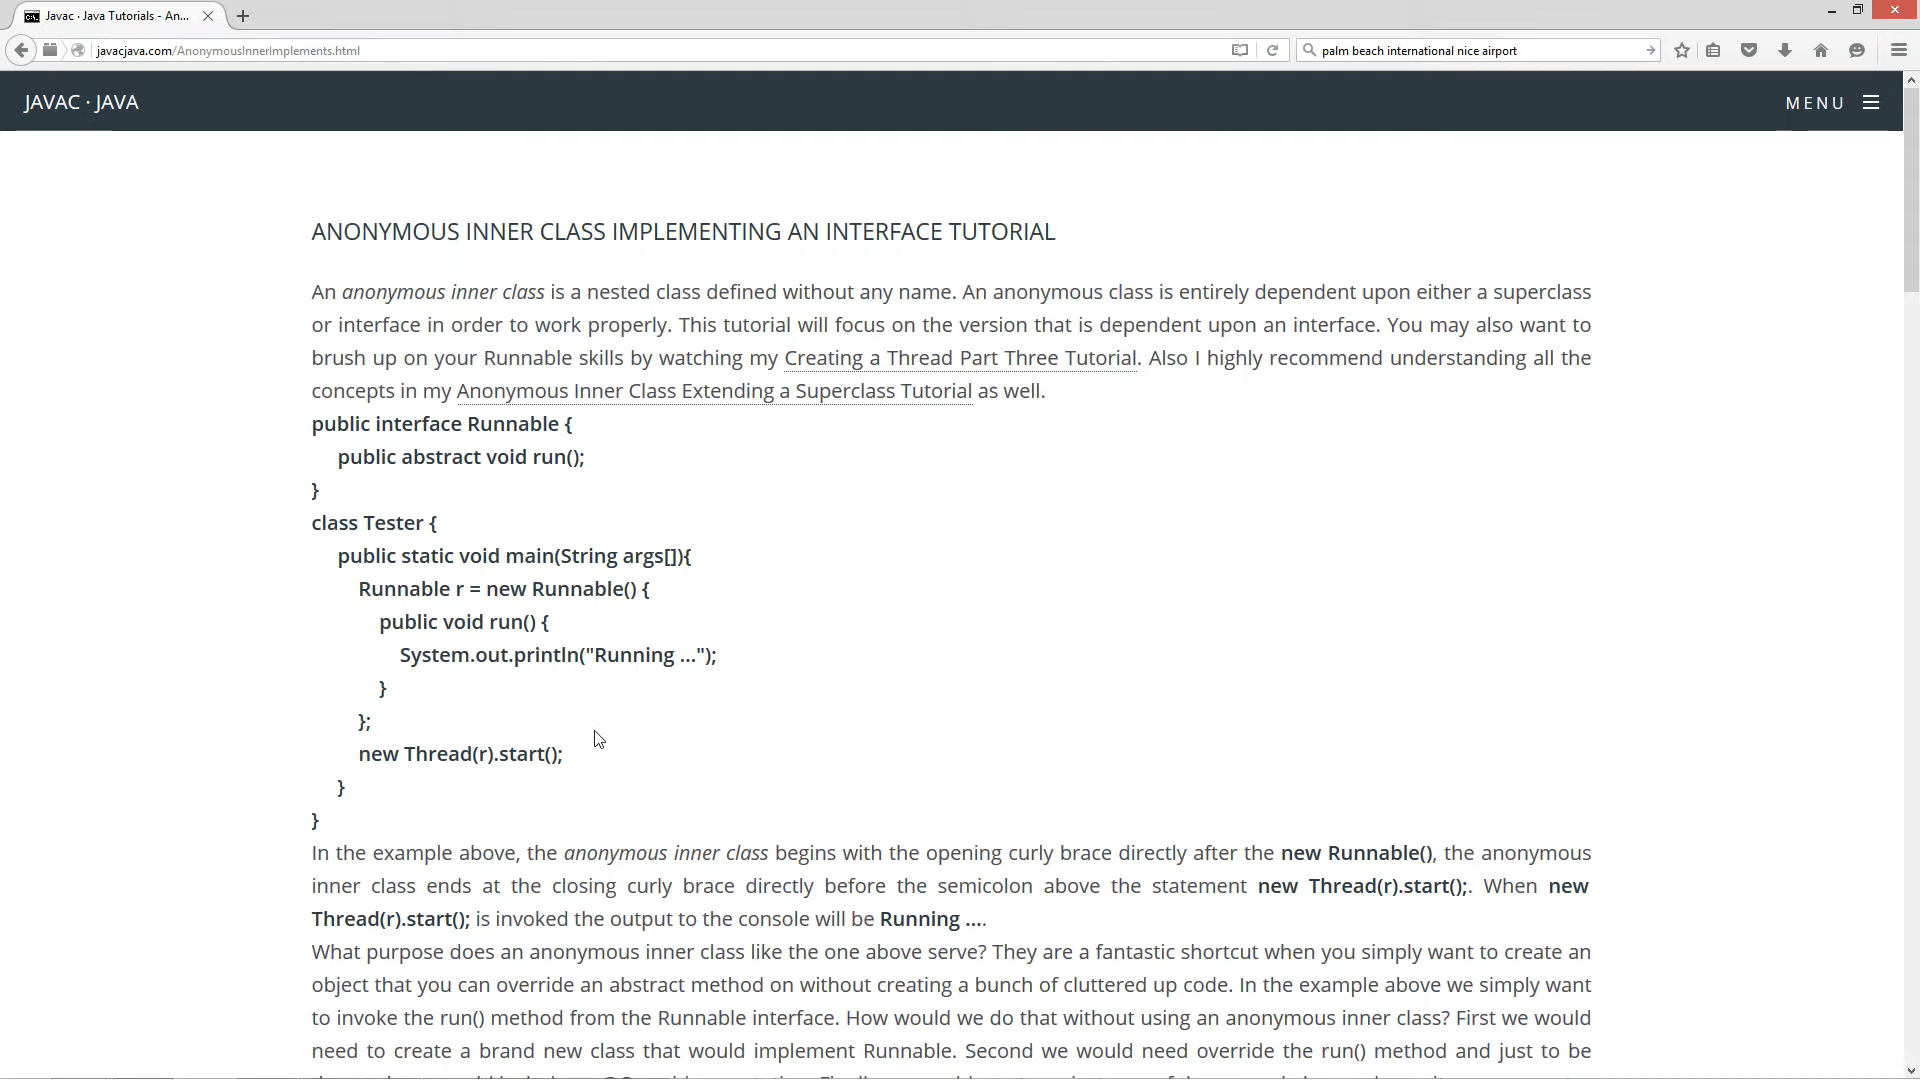 Javac · Java Tutorials - An...
javacjava.com/AnonymousInnerImplements.html
palm beach international nice airport
JAVAC · JAVA
MENU
ANONYMOUS INNER CLASS IMPLEMENTING AN INTERFACE TUTORIAL
An anonymous inner class is a nested class defined without any name. An anonymous class is entirely dependent upon either a superclass
or interface in order to work properly. This tutorial will focus on the version that is dependent upon an interface. You may also want to
brush up on your Runnable skills by watching my Creating a Thread Part Three Tutorial. Also I highly recommend understanding all the
concepts in my Anonymous Inner Class Extending a Superclass Tutorial as well.
public interface Runnable {
public abstract void run();
}
class Tester {
public static void main(String args[]){
Runnable r = new Runnable() {
public void run() {
System.out.println("Running ...");
}
};
new Thread(r).start();
}
}
In the example above, the anonymous inner class begins with the opening curly brace directly after the new Runnable(), the anonymous
inner class ends at the closing curly brace directly before the semicolon above the statement new Thread(r).start();. When new
Thread(r).start(); is invoked the output to the console will be Running ....
What purpose does an anonymous inner class like the one above serve? They are a fantastic shortcut when you simply want to create an
object that you can override an abstract method on without creating a bunch of cluttered up code. In the example above we simply want
to invoke the run() method from the Runnable interface. How would we do that without using an anonymous inner class? First we would
need to create a brand new class that would implement Runnable. Second we would need override the run() method and just to be